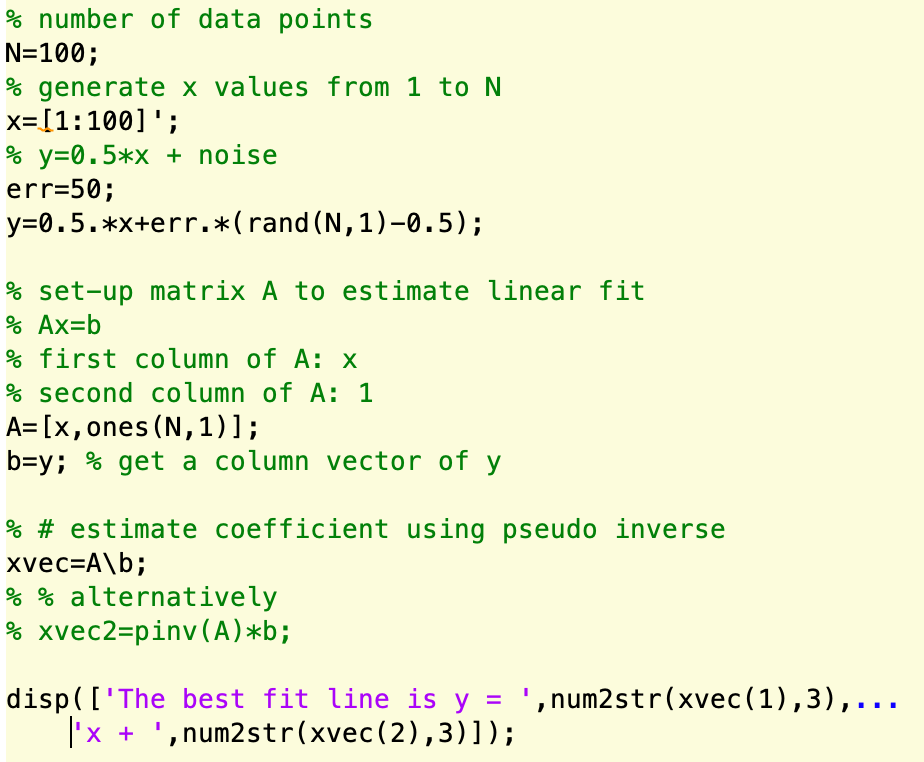 % number of data points
N=100;
% generate x values from 1 to N
x=[1:100]';
% y=0.5*x + noise
err=50;
y=0.5.*x+err.*(rand(N,1)-0.5);
% set-up matrix A to estimate linear fit
% Ax=b
% first column of A: x
% second column of A: 1
A=[x,ones(N,1)];
b=y; % get a column vector of y
% # estimate coefficient using pseudo inverse
xvec=A\b;
% % alternatively
% xvec2=pinv(A)*b;
disp(['The best fit line is y = ',num2str(xvec(1),3),...
'x + ',num2str(xvec(2),3)]);